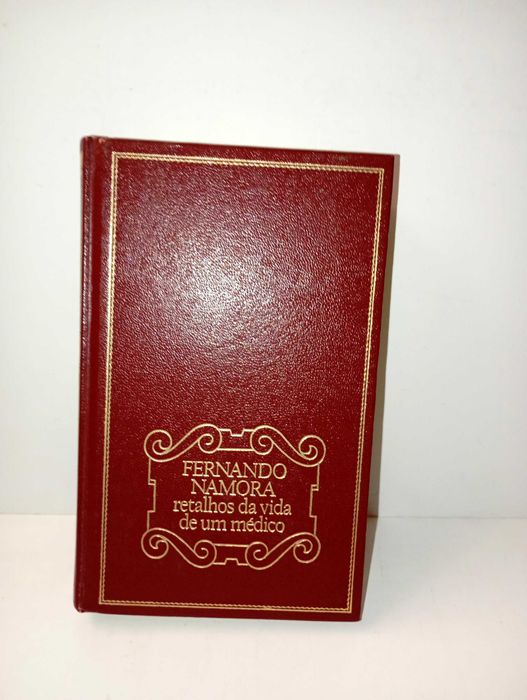 FERNANDO
NAMORA
retalhos da vida
de um médico